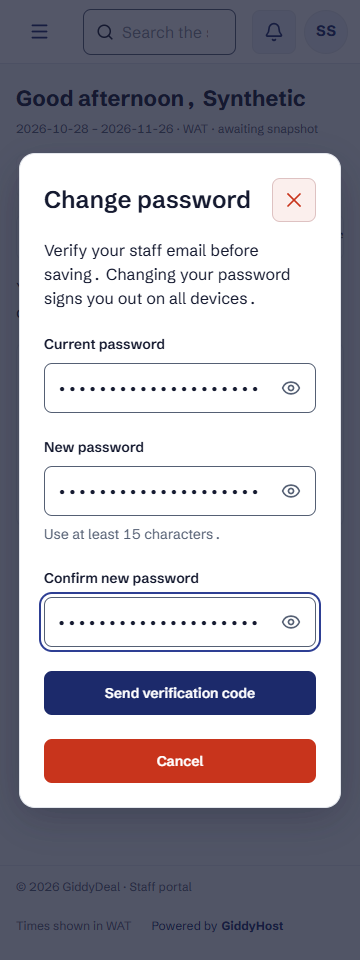 Search the
SS
Good afternoon, Synthetic
2026-10-28 – 2026-11-26 · WAT · awaiting snapshot
Change password
Verify your staff email before
saving. Changing your password
signs you out on all devices.
Current password
•••••••••••••••••••
New password
•••••••••••••••••••
Use at least 15 characters.
Confirm new password
•••••••••••••••••••
Send verification code
Cancel
© 2026 GiddyDeal · Staff portal
Times shown in WAT Powered by GiddyHost